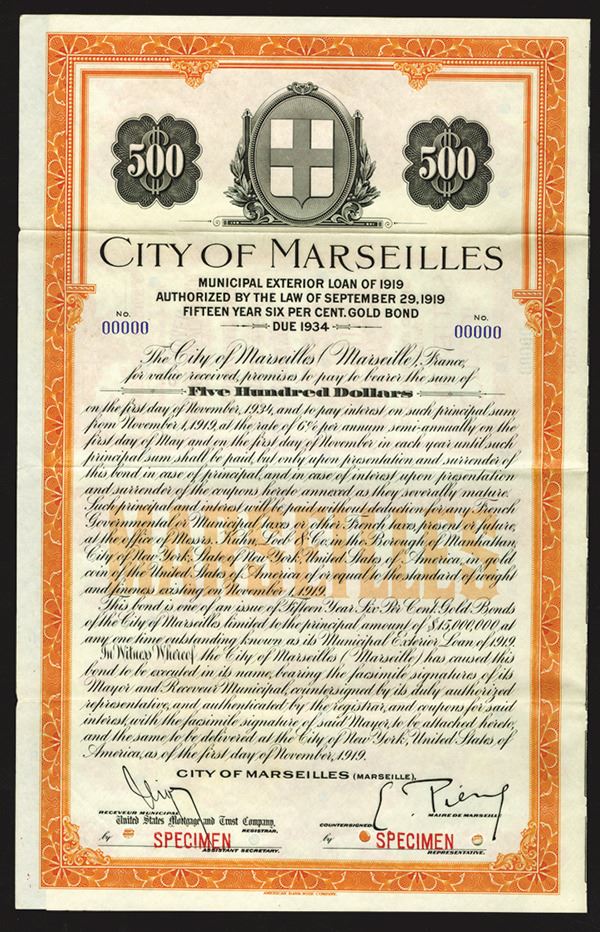 500
500
CITY OF MARSEILLES
MUNICIPAL EXTERIOR LOAN OF 1919
AUTHORIZED BY THE LAW OF SEPTEMBER 29, 1919
FIFTEEN YEAR SIX PER CENT. GOLD BOND
DUE 1934
No.
00000
No.
00000
The City of Marseilles (Marseille), France,
for value received, promises to pay to bearer the sum of
Five Hundred Dollars
on the first day of November, 1934, and to pay interest on such principal sum
from November 1, 1919, at the rate of 6% per annum semi-annually on the
first day of May and on the first day of November in each year until such
principal sum shall be paid, but only upon presentation and surrender of
this bond in case of principal, and in case of interest upon presentation
and surrender of the coupons hereto annexed as they severally mature.
Such principal and interest will be paid without deduction for any French
Governmental or Municipal taxes or other French taxes, present or future,
at the office of Messrs. Kuhn, Loeb & Co. in the Borough of Manhattan,
City of New York, State of New York, United States of America, in gold
coin of the United States of America of or equal to the standard of weight
and fineness existing on November 1, 1919.
This bond is one of an issue of Fifteen Year Six Per Cent. Gold Bonds
of the City of Marseilles limited to the principal amount of $15,000,000 at
any one time outstanding known as its Municipal Exterior Loan of 1919.
In Witness Whereof, the City of Marseilles (Marseille) has caused this
bond to be executed in its name, bearing the facsimile signatures of its
Mayor and Receveur Municipal, countersigned by its duly authorized
representative, and authenticated by the registrar, and coupons for said
interest, with the facsimile signature of said Mayor, to be attached hereto,
and the same to be delivered at the City of New York, United States of
America, as of the first day of November, 1919.
CITY OF MARSEILLES (MARSEILLE),
RECEVEUR MUNICIPAL
MAIRE DE MARSEILLE
United States Mortgage and Trust Company,
REGISTRAR,
COUNTERSIGNED
by SPECIMEN
ASSISTANT SECRETARY.
by SPECIMEN
REPRESENTATIVE.
AMERICAN BANK NOTE COMPANY.